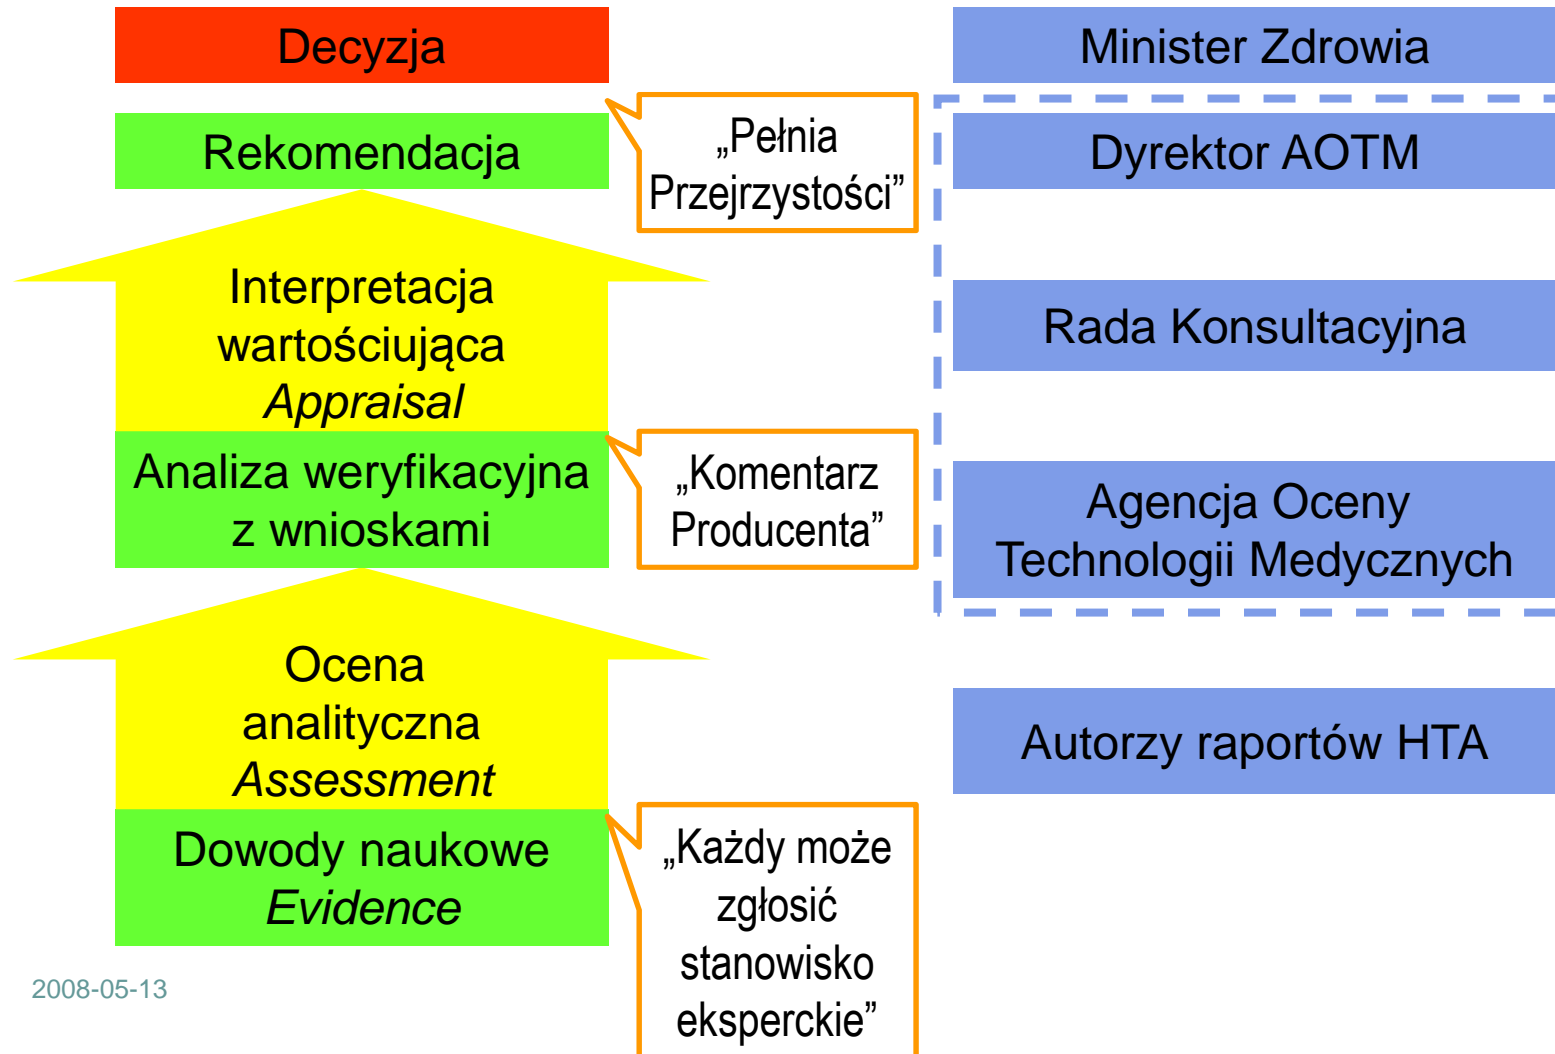 Decyzja
Rekomendacja
Interpretacja
wartościująca
Appraisal
Analiza weryfikacyjna
z wnioskami
Ocena
analityczna
Assessment
Dowody naukowe
Evidence
„Pełnia
Przejrzystości”
„Komentarz
Producenta”
„Każdy może
zgłosić
stanowisko
eksperckie”
Minister Zdrowia
Dyrektor AOTM
Rada Konsultacyjna
Agencja Oceny
Technologii Medycznych
Autorzy raportów HTA
2008-05-13